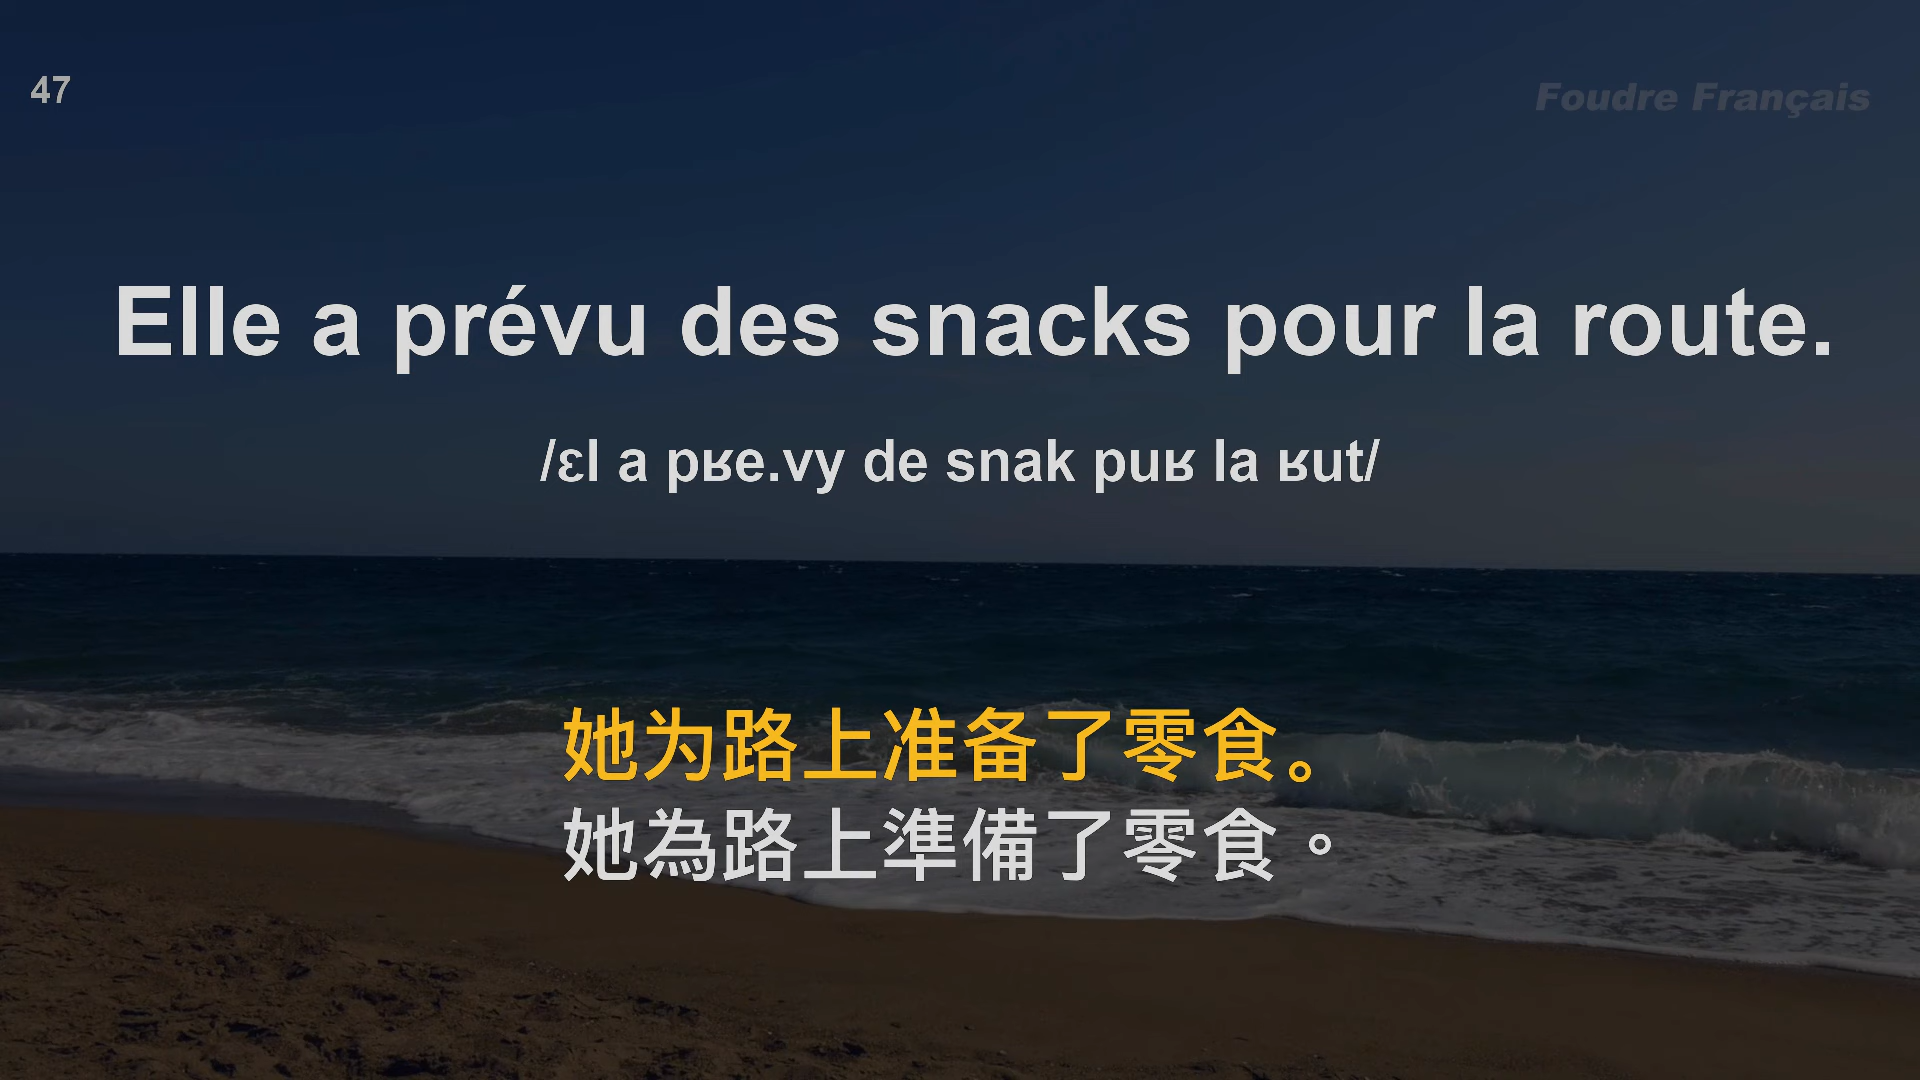 47
Foudre Français
Elle a prévu des snacks pour la route.
/ɛl a pʁe.vy de snak puʁ la ʁut/
她为路上准备了零食。
她為路上準備了零食。